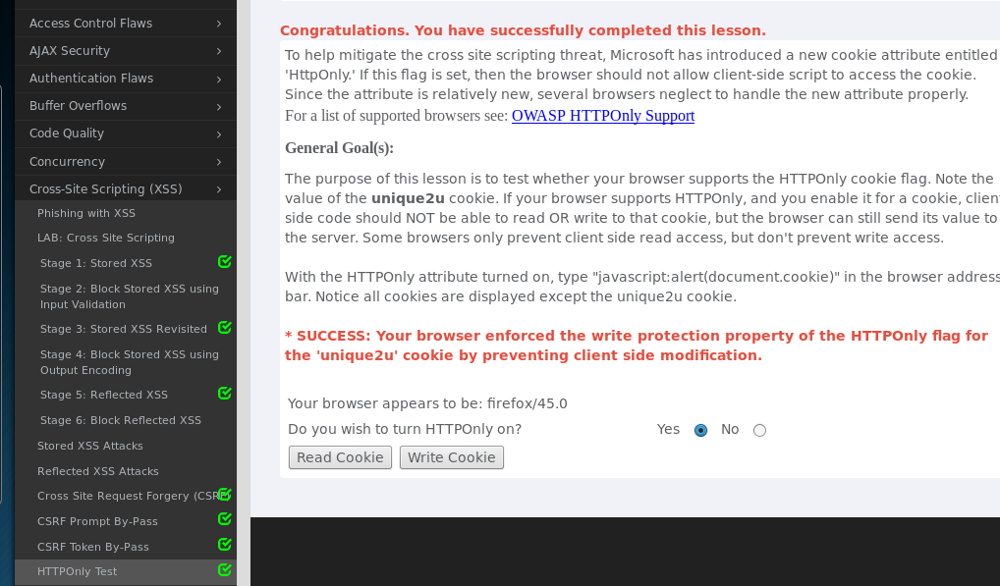 Access Control Flaws
AJAX Security
Authentication Flaws
Buffer Overflows
Code Quality
Concurrency
Cross-Site Scripting (XSS)
Phishing with XSS
LAB: Cross Site Scripting
Stage 1: Stored XSS
Stage 2: Block Stored XSS using
Input Validation
Stage 3: Stored XSS Revisited
Stage 4: Block Stored XSS using
Output Encoding
Stage 5: Reflected XSS
Stage 6: Block Reflected XSS
Stored XSS Attacks
Reflected XSS Attacks
Cross Site Request Forgery (CSRF)
CSRF Prompt By-Pass
CSRF Token By-Pass
HTTPOnly Test
Congratulations. You have successfully completed this lesson.
To help mitigate the cross site scripting threat, Microsoft has introduced a new cookie attribute entitled
'HttpOnly.' If this flag is set, then the browser should not allow client-side script to access the cookie.
Since the attribute is relatively new, several browsers neglect to handle the new attribute properly.
For a list of supported browsers see: OWASP HTTPOnly Support
General Goal(s):
The purpose of this lesson is to test whether your browser supports the HTTPOnly cookie flag. Note the
value of the unique2u cookie. If your browser supports HTTPOnly, and you enable it for a cookie, client
side code should NOT be able to read OR write to that cookie, but the browser can still send its value to
the server. Some browsers only prevent client side read access, but don't prevent write access.
With the HTTPOnly attribute turned on, type "javascript:alert(document.cookie)" in the browser address
bar. Notice all cookies are displayed except the unique2u cookie.
* SUCCESS: Your browser enforced the write protection property of the HTTPOnly flag for
the 'unique2u' cookie by preventing client side modification.
Your browser appears to be: firefox/45.0
Do you wish to turn HTTPOnly on? Yes No
Read Cookie Write Cookie